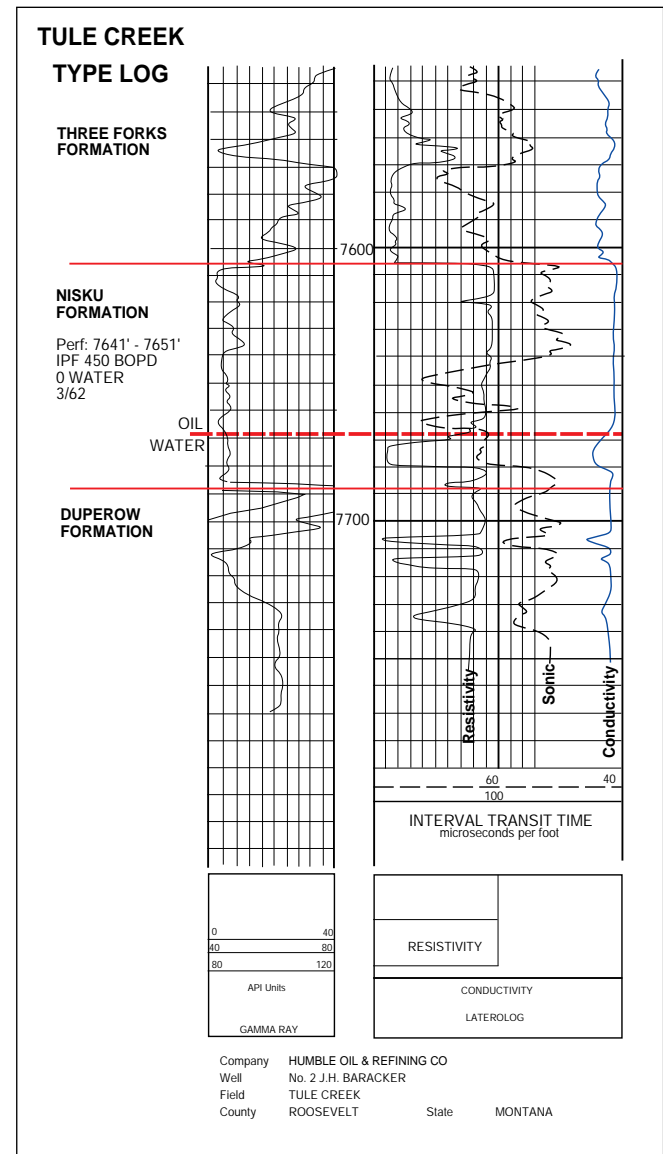 TULE CREEK
TYPE LOG
THREE FORKS
FORMATION
7600
NISKU
FORMATION
Perf: 7641' - 7651'
IPF 450 BOPD
0 WATER
3/62
OIL
WATER
DUPEROW
FORMATION
7700
Resistivity
Sonic
Conductivity
60 40
100
INTERVAL TRANSIT TIME
microseconds per foot
0 40
40 80
80 120
API Units
GAMMA RAY
RESISTIVITY
CONDUCTIVITY
LATEROLOG
Company HUMBLE OIL & REFINING CO
Well No. 2 J.H. BARACKER
Field TULE CREEK
County ROOSEVELT State MONTANA